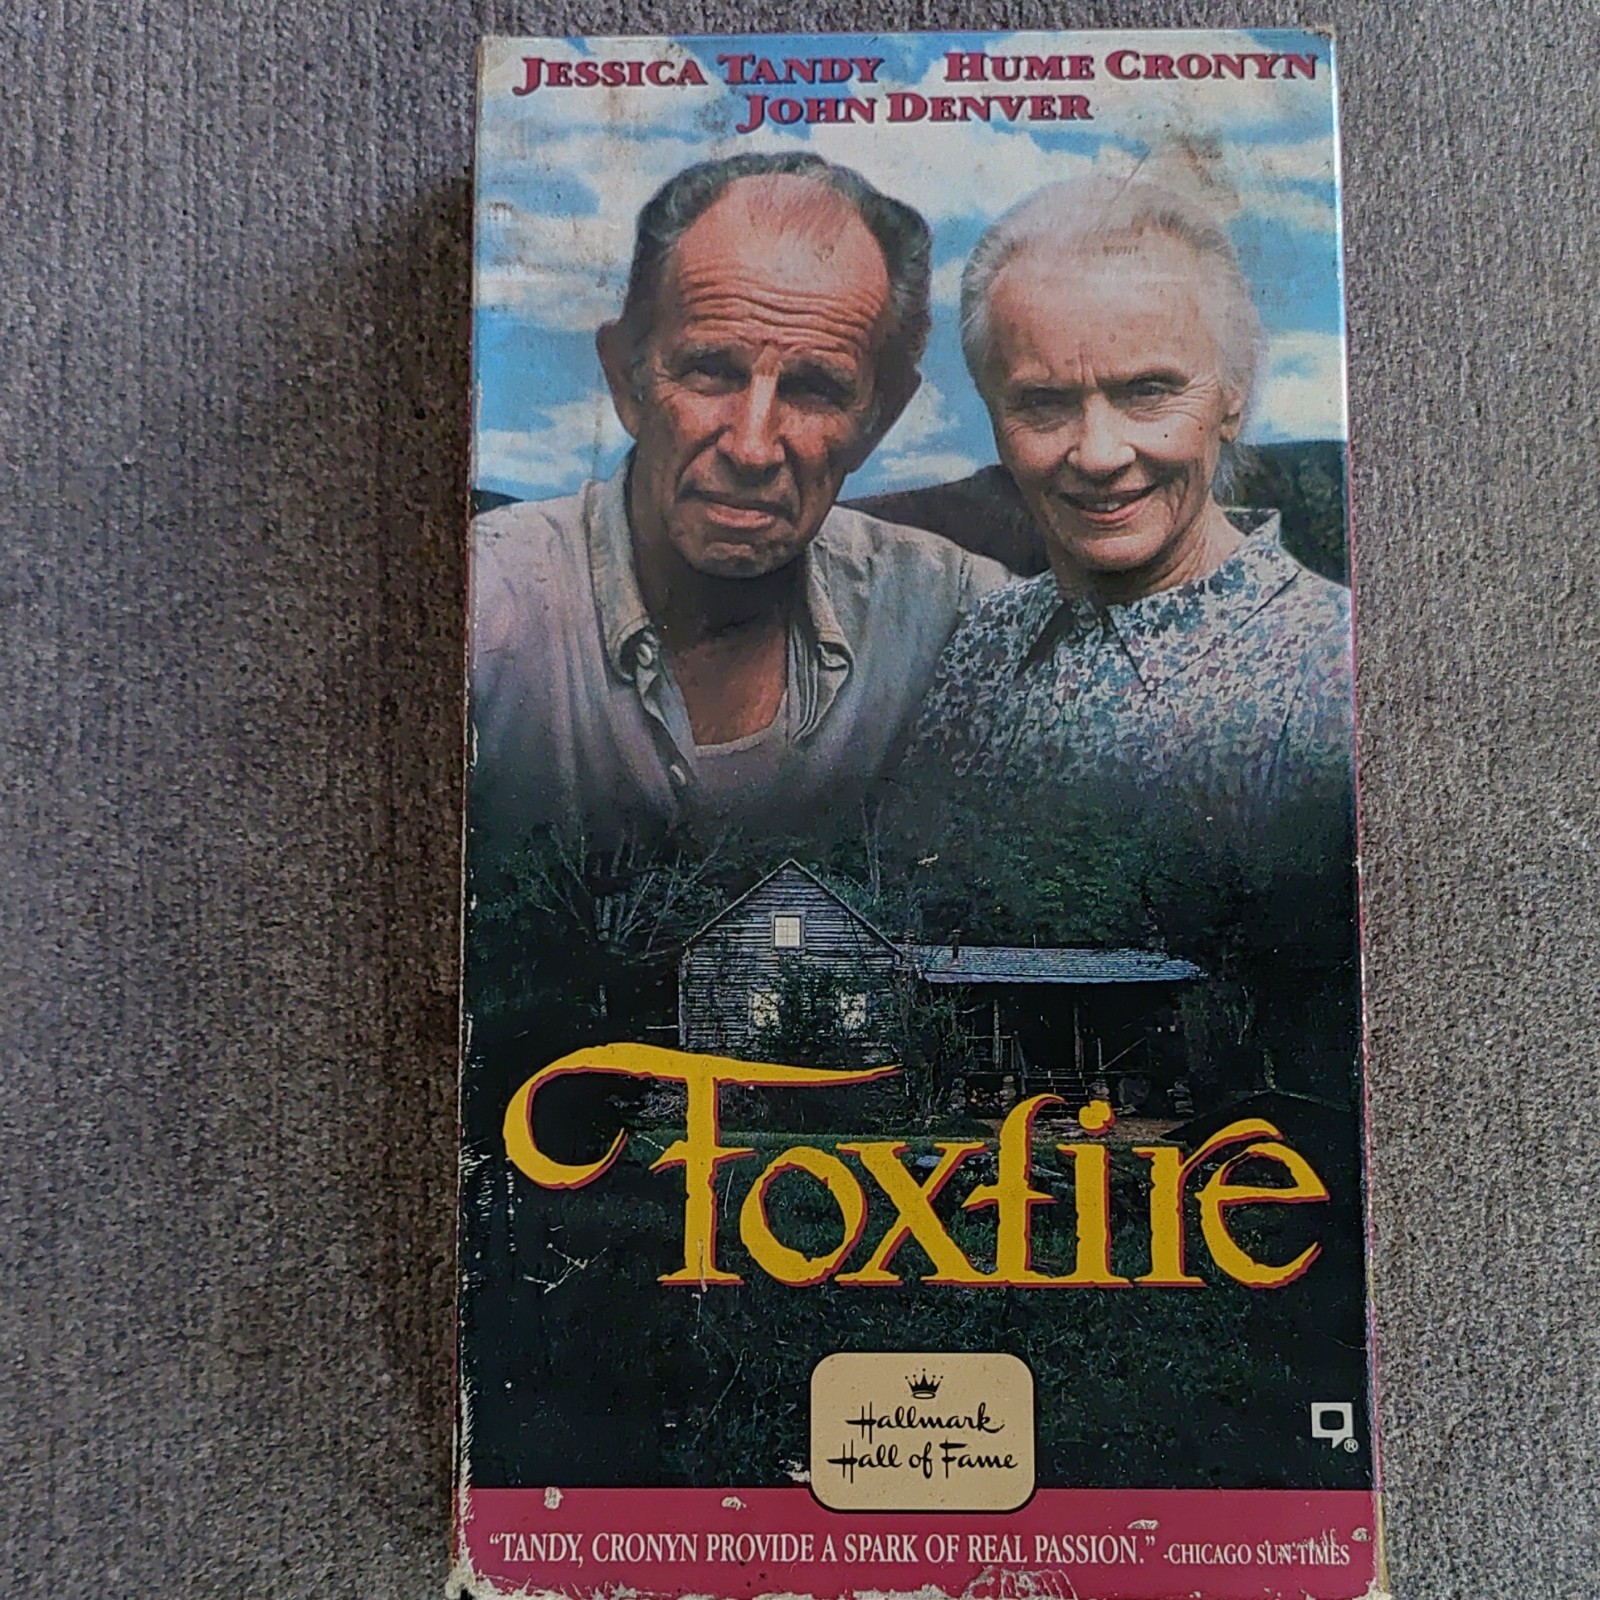 JESSICA TANDY HUME CRONYN
JOHN DENVER
Foxfire
Hallmark
Hall of Fame
®
“TANDY, CRONYN PROVIDE A SPARK OF REAL PASSION.” -CHICAGO SUN-TIMES